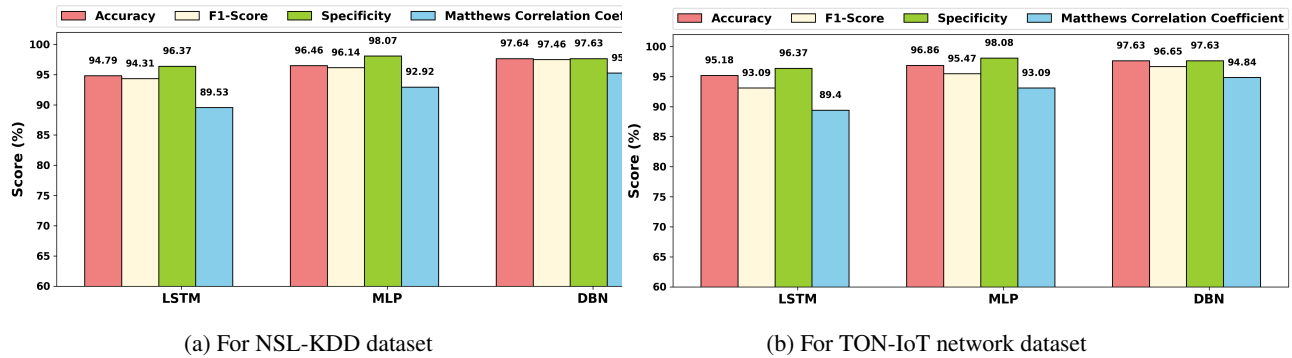 Accuracy F1-Score Specificity Matthews Correlation Coef
100
95
90
85
80
75
70
65
60
Score (%)
94.79 94.31 96.37 89.53
96.46 96.14 98.07 92.92
97.64 97.46 97.63 95
LSTM MLP DBN
(a) For NSL-KDD dataset
Accuracy F1-Score Specificity Matthews Correlation Coefficient
100
95
90
85
80
75
70
65
60
Score (%)
95.18 93.09 96.37 89.4
96.86 95.47 98.08 93.09
97.63 96.65 97.63 94.84
LSTM MLP DBN
(b) For TON-IoT network dataset